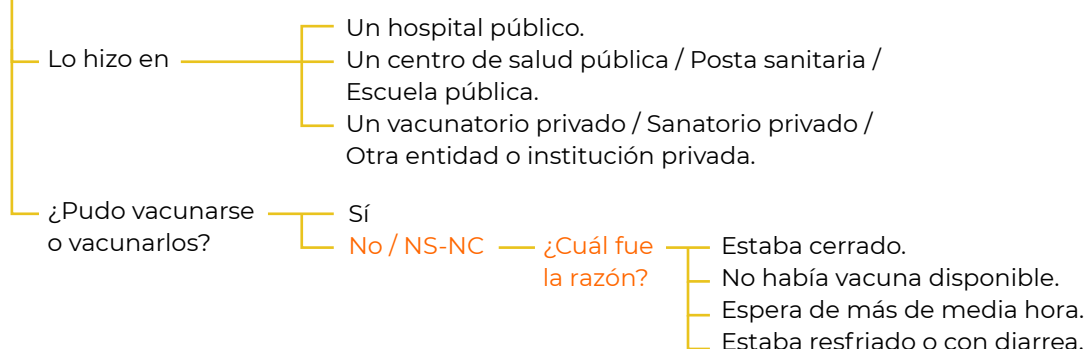 Lo hizo en
Un hospital público.
Un centro de salud pública / Posta sanitaria /
Escuela pública.
Un vacunatorio privado / Sanatorio privado /
Otra entidad o institución privada.
¿Pudo vacunarse
o vacunarlos?
Sí
No / NS-NC
¿Cuál fue
la razón?
Estaba cerrado.
No había vacuna disponible.
Espera de más de media hora.
Estaba resfriado o con diarrea.